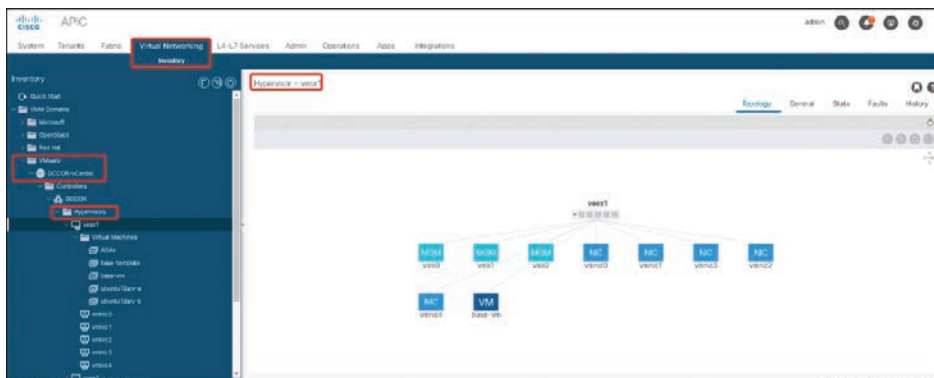 CISCO
APIC
admin
System Tenants Fabric Virtual Networking L4-L7 Services Admin Operations Apps Integrations
Inventory
Inventory
Quick Start
VMM Domains
Microsoft
OpenStack
Red Hat
VMware
DCCOR-vCenter
Controllers
DCCOR
Hypervisors
vesx1
Virtual Machines
ASAv
base-template
base-vm
vmnic0
vmnic1
vmnic2
vmnic3
vmnic4
Hypervisor - vesx1
Topology General Stats Faults History
vesx1
MGM MGM MGM NIC NIC NIC NIC
vmk0 vmk1 vmk2 vmnic0 vmnic1 vmnic3 vmnic2
NIC VM
vmnic4 base-vm